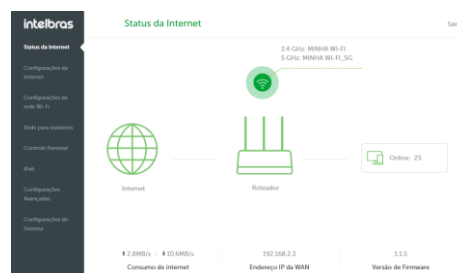 intelbras
Status da Internet
Sair
Status da Internet
Configurações da
Internet
Configurações de
rede Wi-Fi
Rede para visitantes
Controle Parental
IPv6
Configurações
Avançadas
Configurações do
Sistema
2.4 GHz: MINHA WI-FI
5 GHz: MINHA WI-FI_5G
Internet
Roteador
Online: 25
2.8MB/s | 10.6MB/s
Consumo de internet
192.168.2.3
Endereço IP da WAN
1.1.5
Versão de Firmware